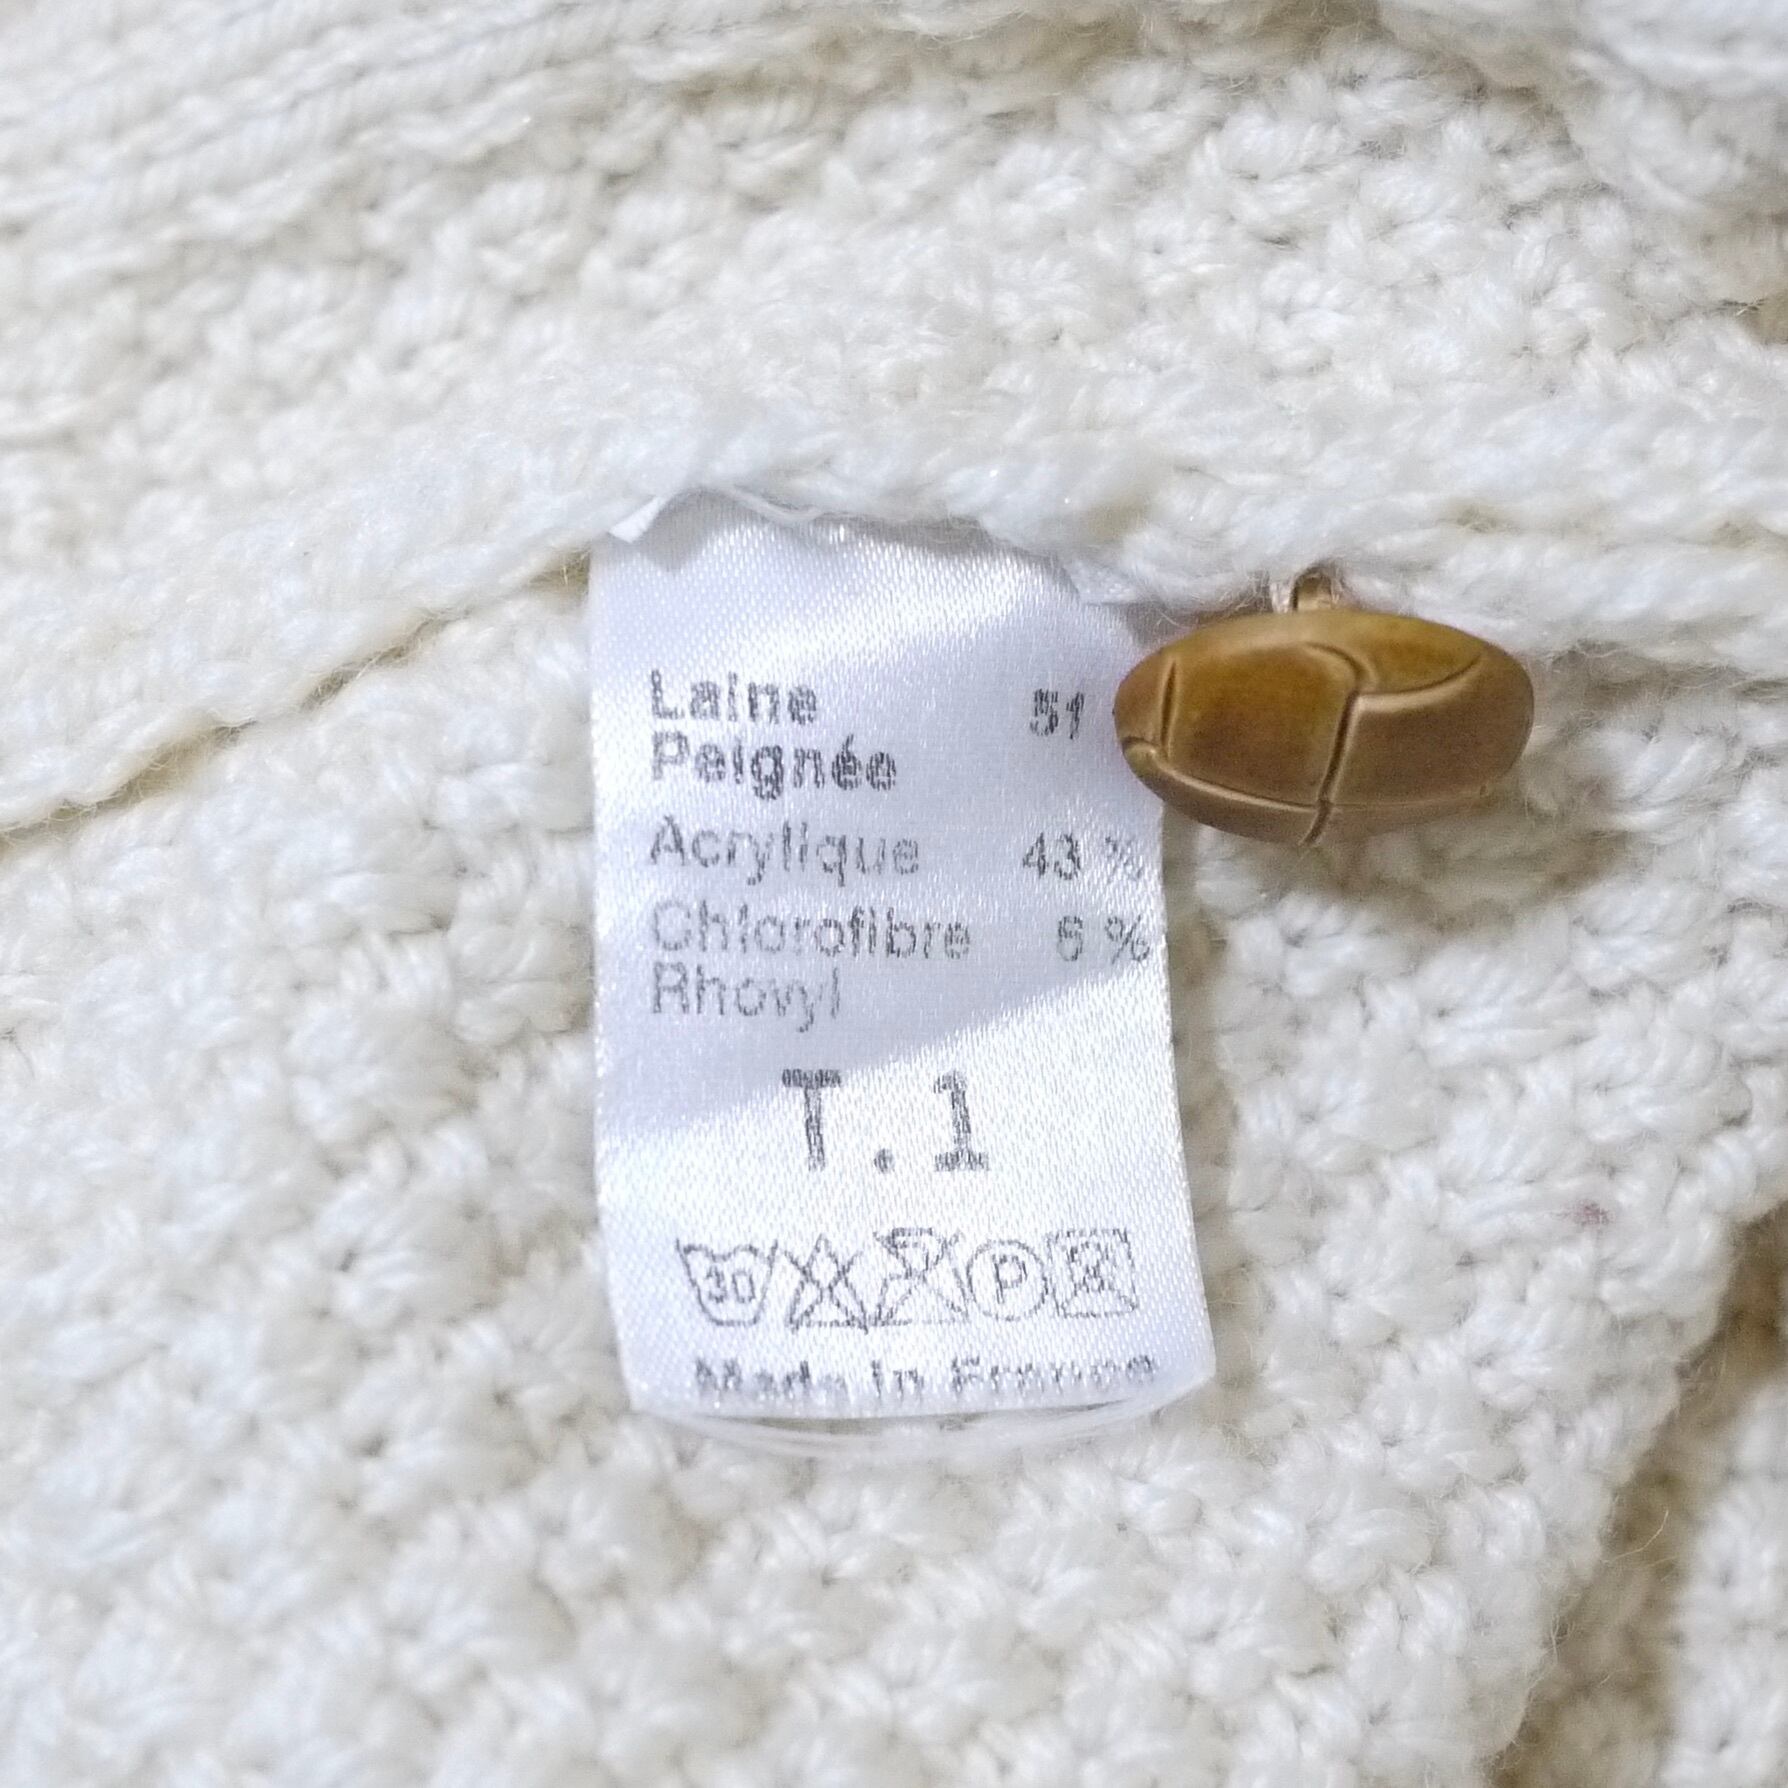 Laine 51
Peignée
Acrylique 43 %
Chlorofibre 6 %
Rhovyl
T.1
30 P
Made in France